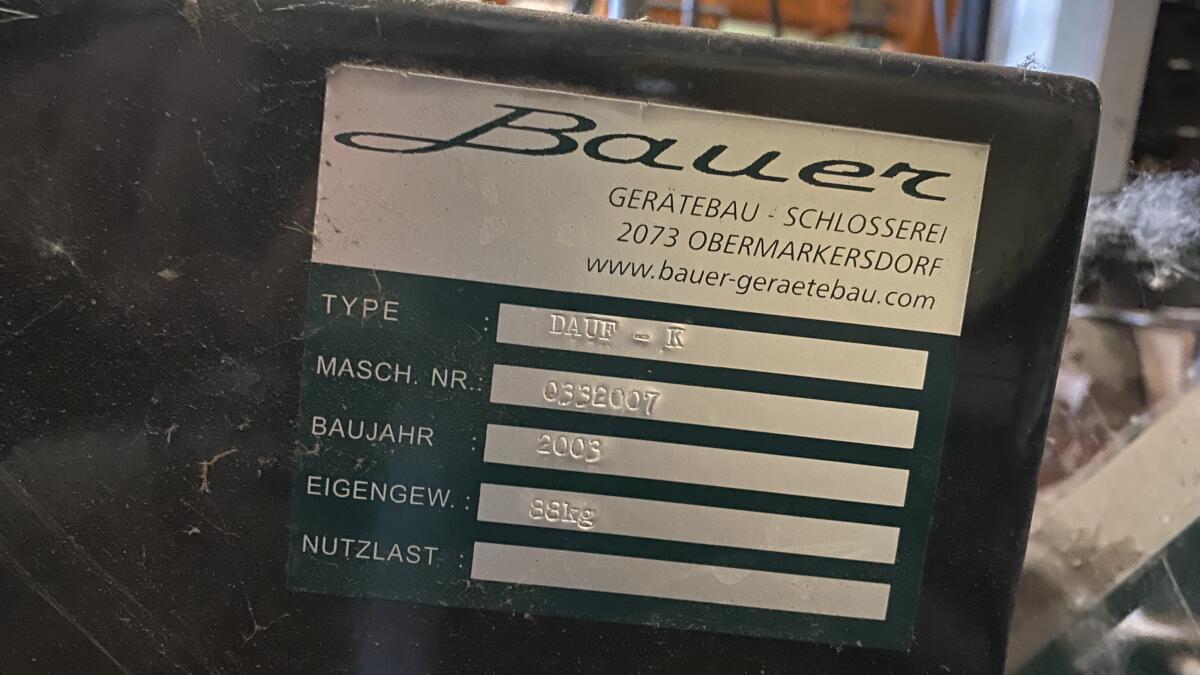 Bauer
GERÄTEBAU - SCHLOSSEREI
2073 OBERMARKERSDORF
www.bauer-geraetebau.com
TYPE : DAUF - K
MASCH. NR.: 0332007
BAUJAHR : 2003
EIGENGEW. : 88kg
NUTZLAST :